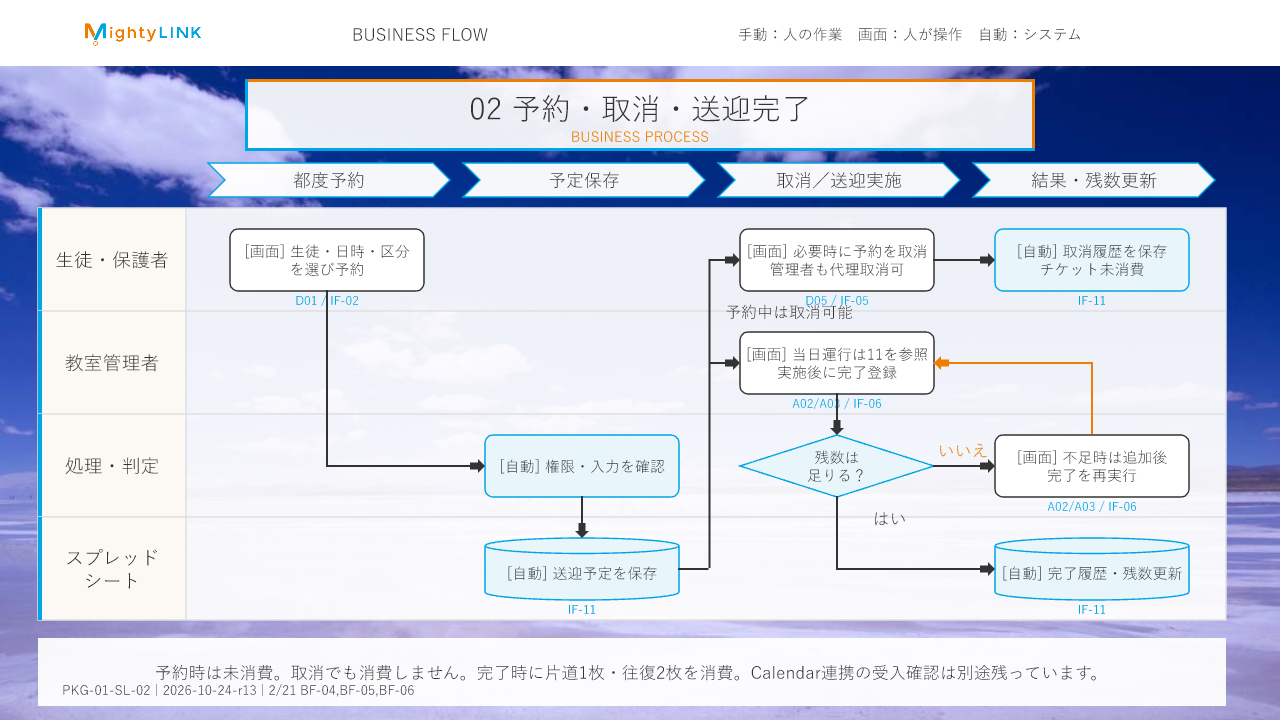 MightyLINK
BUSINESS FLOW
手動：人の作業　画面：人が操作　自動：システム
02 予約・取消・送迎完了
BUSINESS PROCESS
都度予約
予定保存
取消／送迎実施
結果・残数更新
生徒・保護者
[画面] 生徒・日時・区分
を選び予約
D01 / IF-02
[画面] 必要時に予約を取消
管理者も代理取消可
D05 / IF-05
[自動] 取消履歴を保存
チケット未消費
IF-11
予約中は取消可能
教室管理者
[画面] 当日運行は11を参照
実施後に完了登録
A02/A03 / IF-06
処理・判定
[自動] 権限・入力を確認
残数は
足りる？
いいえ
[画面] 不足時は追加後
完了を再実行
A02/A03 / IF-06
はい
スプレッド
シート
[自動] 送迎予定を保存
IF-11
[自動] 完了履歴・残数更新
IF-11
予約時は未消費。取消でも消費しません。完了時に片道1枚・往復2枚を消費。Calendar連携の受入確認は別途残っています。
PKG-01-SL-02 | 2026-10-24-r13 | 2/21 BF-04,BF-05,BF-06